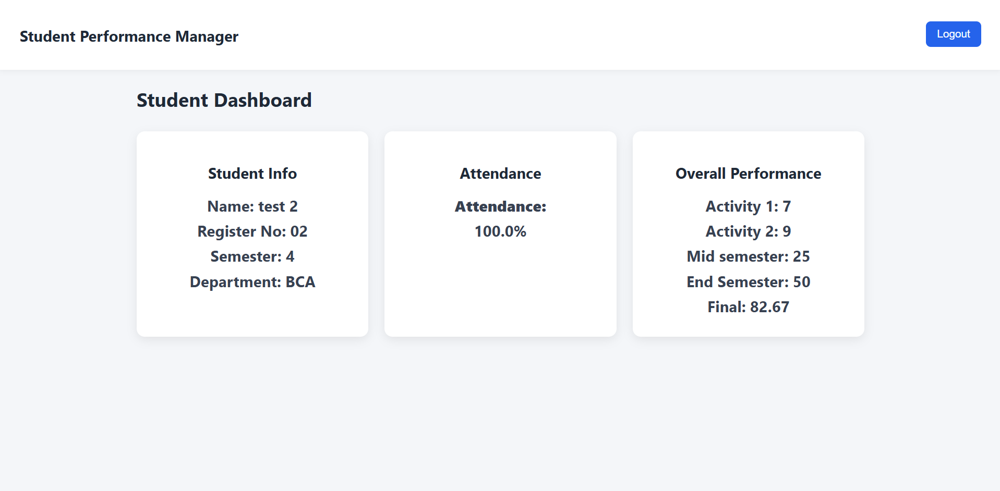 Student Performance Manager
Logout
Student Dashboard
Student Info
Name: test 2
Register No: 02
Semester: 4
Department: BCA
Attendance
Attendance:
100.0%
Overall Performance
Activity 1: 7
Activity 2: 9
Mid semester: 25
End Semester: 50
Final: 82.67